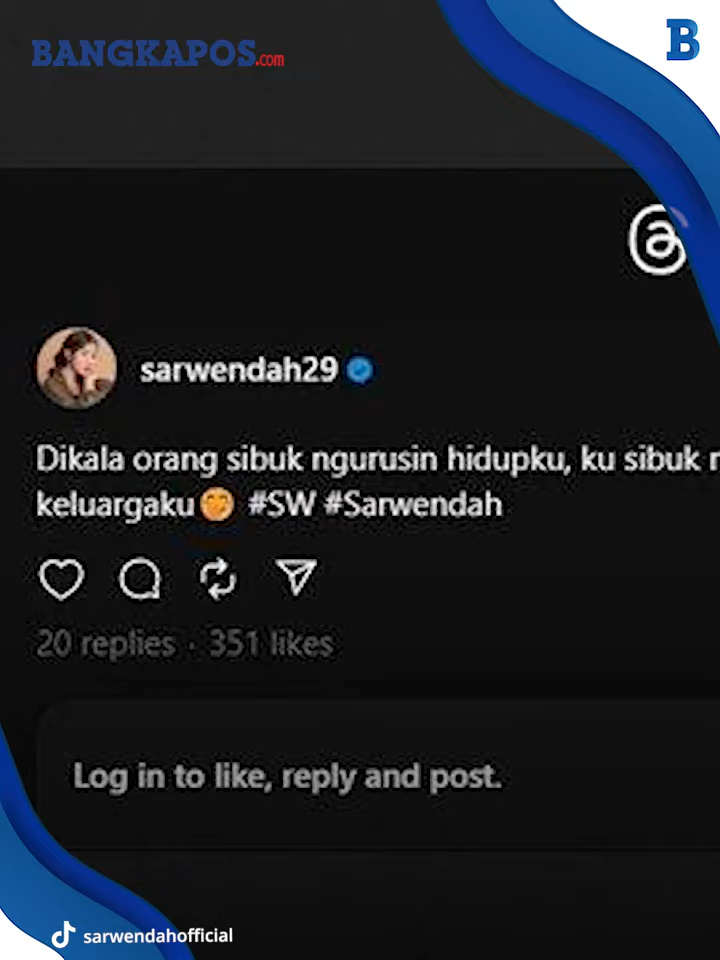 BANGKAPOS.com
B
sarwendah29
Dikala orang sibuk ngurusin hidupku, ku sibuk
keluargaku🤭 #SW #Sarwendah
20 replies · 351 likes
Log in to like, reply and post.
sarwendahofficial